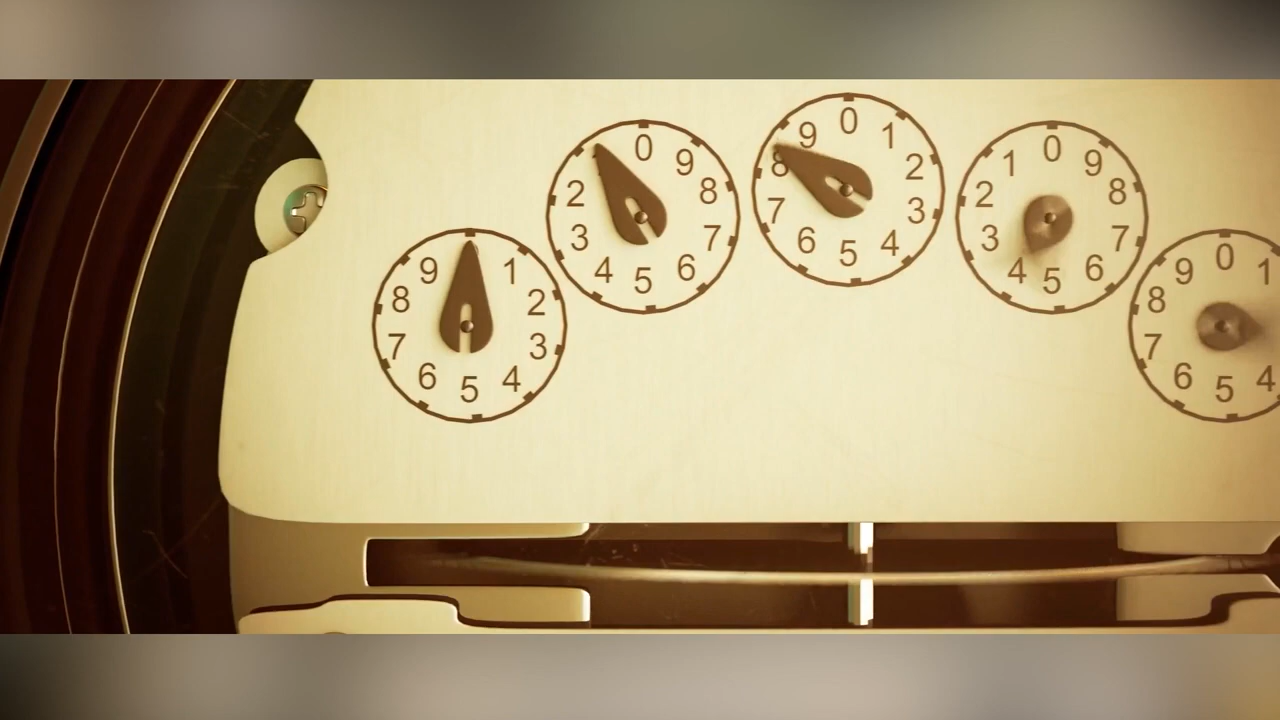 1 2 3 4 5 6 7 8 9
0 9 8 7 6 5 4 3 2
0 1 2 3 4 5 6 7 8 9
0 9 8 7 6 5 4 3 2 1
0 1 4 5 6 7 8 9